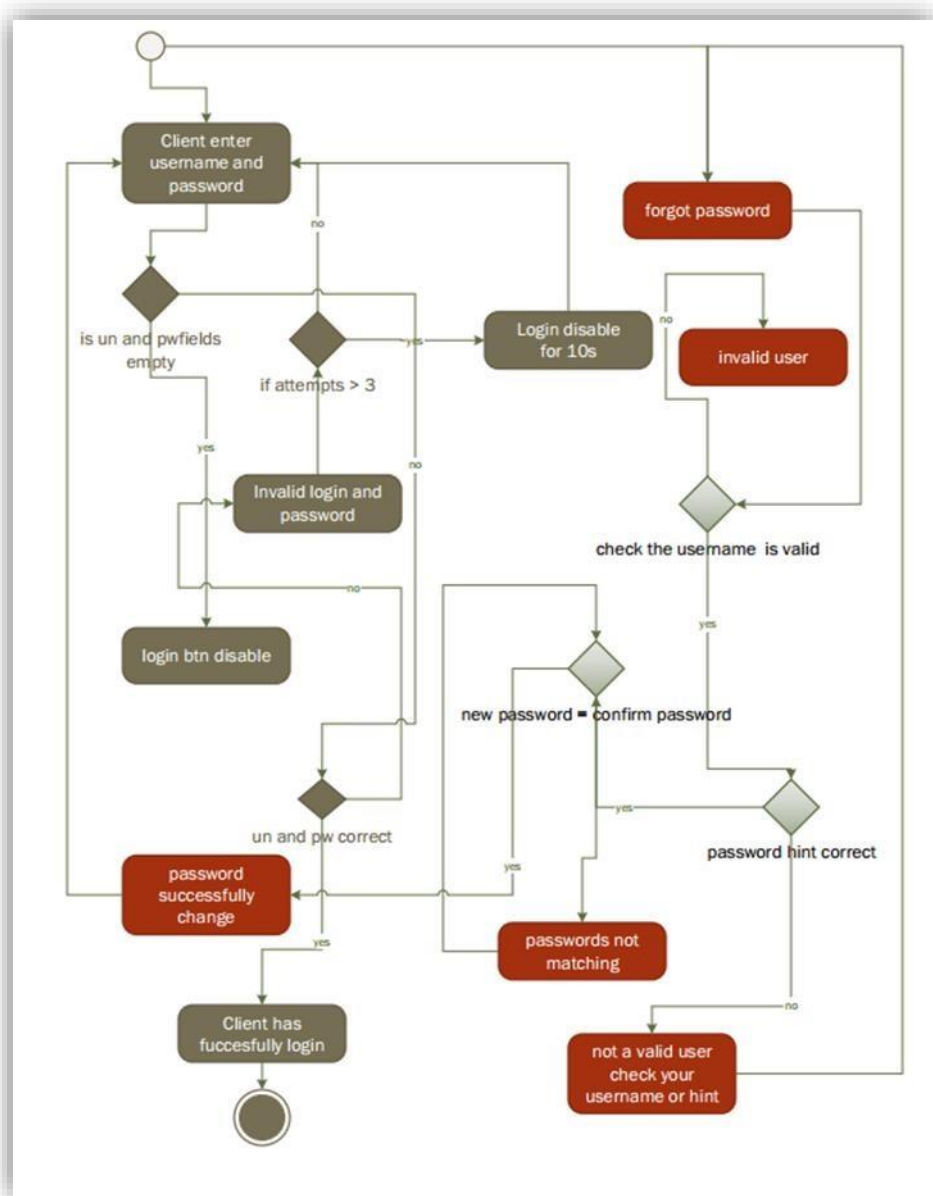 Client enter
username and
password
forgot password
no
is un and pwfields
empty
yes
Login disable
for 10s
no
invalid user
if attempts > 3
yes
no
Invalid login and
password
check the username is valid
no
yes
login btn disable
new password = confirm password
un and pw correct
yes
password hint correct
password
successfully
change
yes
yes
passwords not
matching
no
Client has
fuccesfully login
not a valid user
check your
username or hint